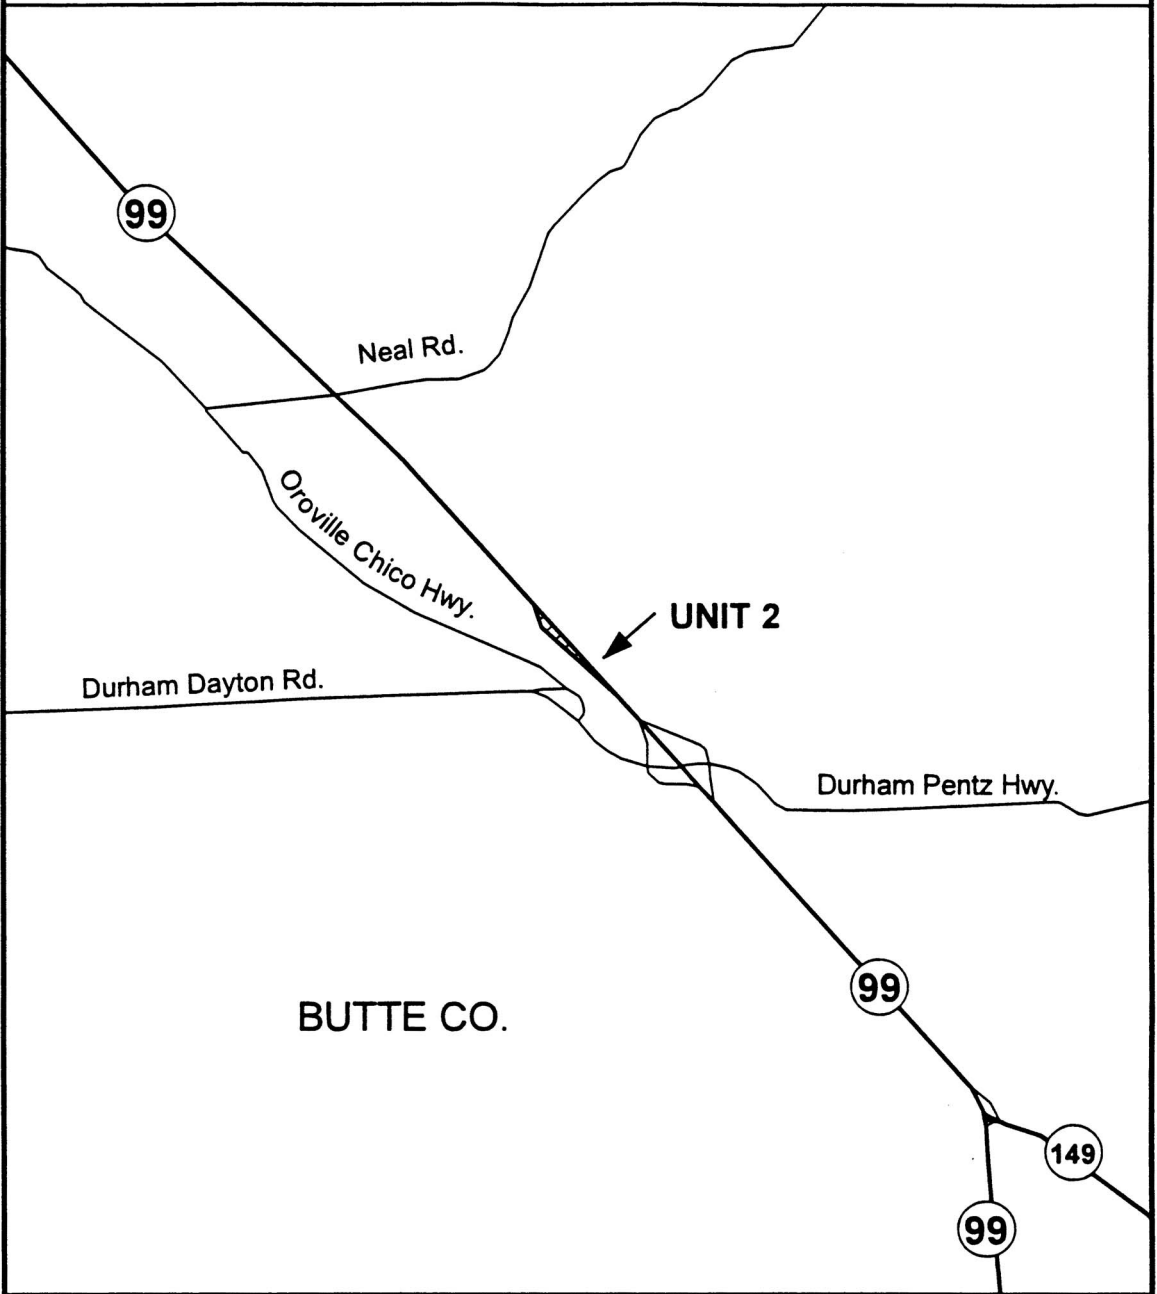 99
Neal Rd.
Oroville Chico Hwy.
UNIT 2
Durham Dayton Rd.
Durham Pentz Hwy.
99
BUTTE CO.
149
99